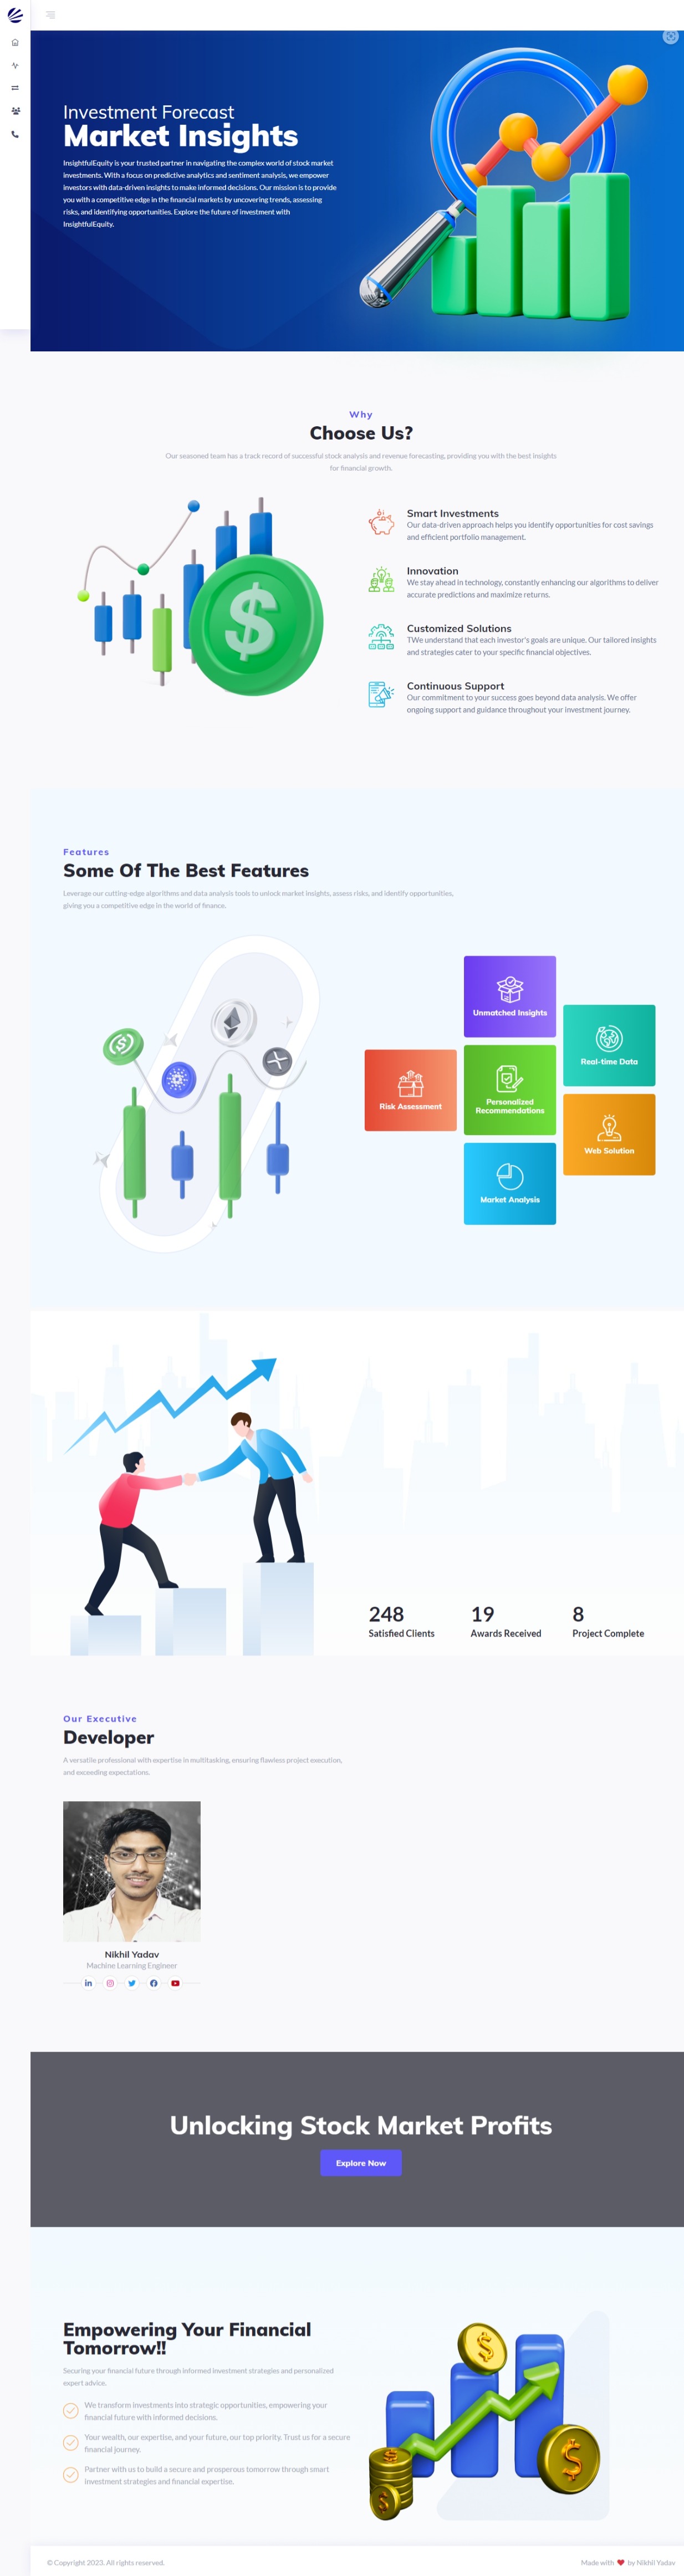 Investment Forecast
Market Insights
InsightfulEquity is your trusted partner in navigating the complex world of stock market
investments. With a focus on predictive analytics and sentiment analysis, we empower
investors with data-driven insights to make informed decisions. Our mission is to provide
you with a competitive edge in the financial markets by uncovering trends, assessing
risks, and identifying opportunities. Explore the future of investment with
InsightfulEquity.
Why
Choose Us?
Our seasoned team has a track record of successful stock analysis and revenue forecasting, providing you with the best insights
for financial growth.
Smart Investments
Our data-driven approach helps you identify opportunities for cost savings
and efficient portfolio management.
Innovation
We stay ahead in technology, constantly enhancing our algorithms to deliver
accurate predictions and maximize returns.
Customized Solutions
TWe understand that each investor's goals are unique. Our tailored insights
and strategies cater to your specific financial objectives.
Continuous Support
Our commitment to your success goes beyond data analysis. We offer
ongoing support and guidance throughout your investment journey.
Features
Some Of The Best Features
Leverage our cutting-edge algorithms and data analysis tools to unlock market insights, assess risks, and identify opportunities,
giving you a competitive edge in the world of finance.
Unmatched Insights
Real-time Data
Risk Assessment
Personalized
Recommendations
Web Solution
Market Analysis
248
Satisfied Clients
19
Awards Received
8
Project Complete
Our Executive
Developer
A versatile professional with expertise in multitasking, ensuring flawless project execution,
and exceeding expectations.
Nikhil Yadav
Machine Learning Engineer
Unlocking Stock Market Profits
Explore Now
Empowering Your Financial
Tomorrow!!
Securing your financial future through informed investment strategies and personalized
expert advice.
We transform investments into strategic opportunities, empowering your
financial future with informed decisions.
Your wealth, our expertise, and your future, our top priority. Trust us for a secure
financial journey.
Partner with us to build a secure and prosperous tomorrow through smart
investment strategies and financial expertise.
© Copyright 2023. All rights reserved.
Made with ❤ by Nikhil Yadav